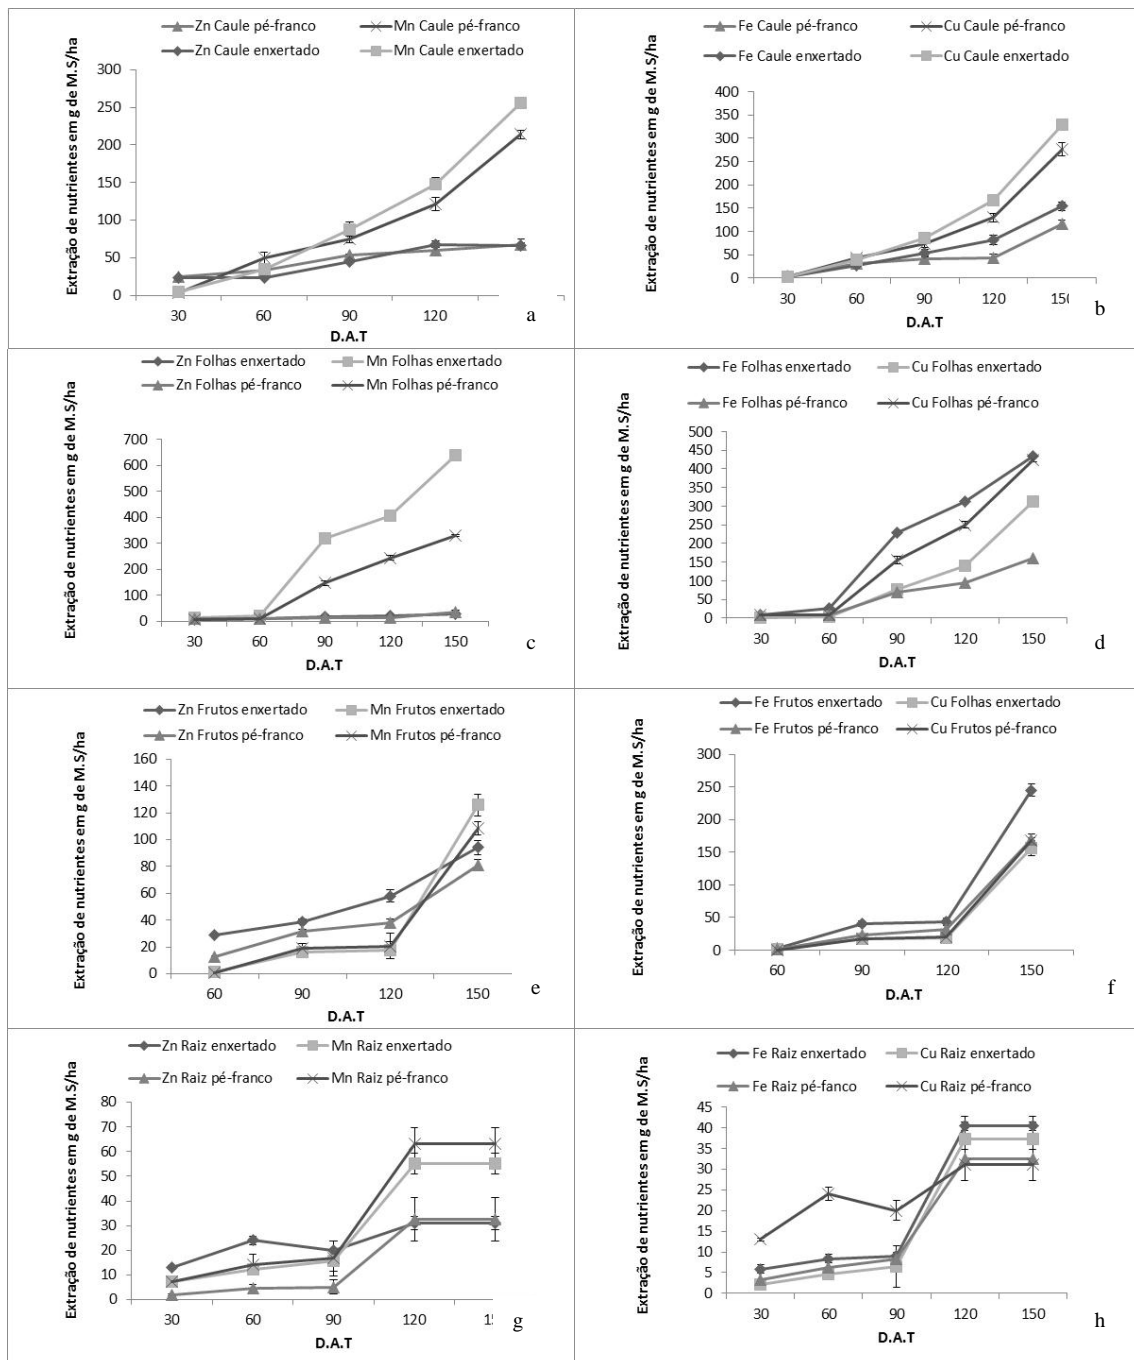 Zn Caule pé-franco Mn Caule pé-franco
Zn Caule enxertado Mn Caule enxertado
Extração de nutrientes em g de M.S/ha
300
250
200
150
100
50
0
30 60 90 120
D.A.T
a
Fe Caule pé-franco Cu Caule pé-franco
Fe Caule enxertado Cu Caule enxertado
Extração de nutrientes em g de M.S/ha
400
350
300
250
200
150
100
50
0
30 60 90 120 150
D.A.T
b
Zn Folhas enxertado Mn Folhas enxertado
Zn Folhas pé-franco Mn Folhas pé-franco
Extração de nutrientes em g de M.S/ha
700
600
500
400
300
200
100
0
30 60 90 120 150
D.A.T
c
Fe Folhas enxertado Cu Folhas enxertado
Fe Folhas pé-franco Cu Folhas pé-franco
Extração de nutrientes em g de M.S/ha
500
450
400
350
300
250
200
150
100
50
0
30 60 90 120 150
D.A.T
d
Zn Frutos enxertado Mn Frutos enxertado
Zn Frutos pé-franco Mn Frutos pé-franco
Extração de nutrientes em g de M.S/ha
160
140
120
100
80
60
40
20
0
60 90 120 150
D.A.T
e
Fe Frutos enxertado Cu Folhas enxertado
Fe Frutos pé-franco Cu Frutos pé-franco
Extração de nutrientes em g de M.S/ha
300
250
200
150
100
50
0
60 90 120 150
D.A.T
f
Zn Raiz enxertado Mn Raiz enxertado
Zn Raiz pé-franco Mn Raiz pé-franco
Extração de nutrientes em g de M.S/ha
80
70
60
50
40
30
20
10
0
30 60 90 120
D.A.T
g
Fe Raiz enxertado Cu Raiz enxertado
Fe Raiz pé-fanco Cu Raiz pé-franco
Extração de nutrientes em g de M.S/ha
45
40
35
30
25
20
15
10
5
0
30 60 90 120 150
D.A.T
h